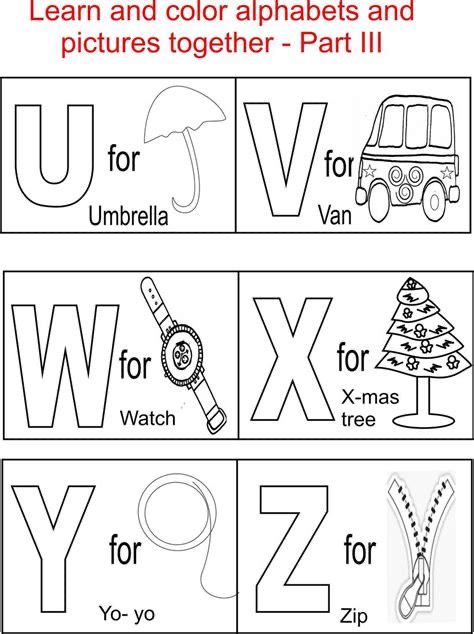 Learn and color alphabets and
pictures together - Part III
U for
Umbrella
V for
Van
W for
Watch
X for
X-mas
tree
Y for
Yo- yo
Z for
Zip